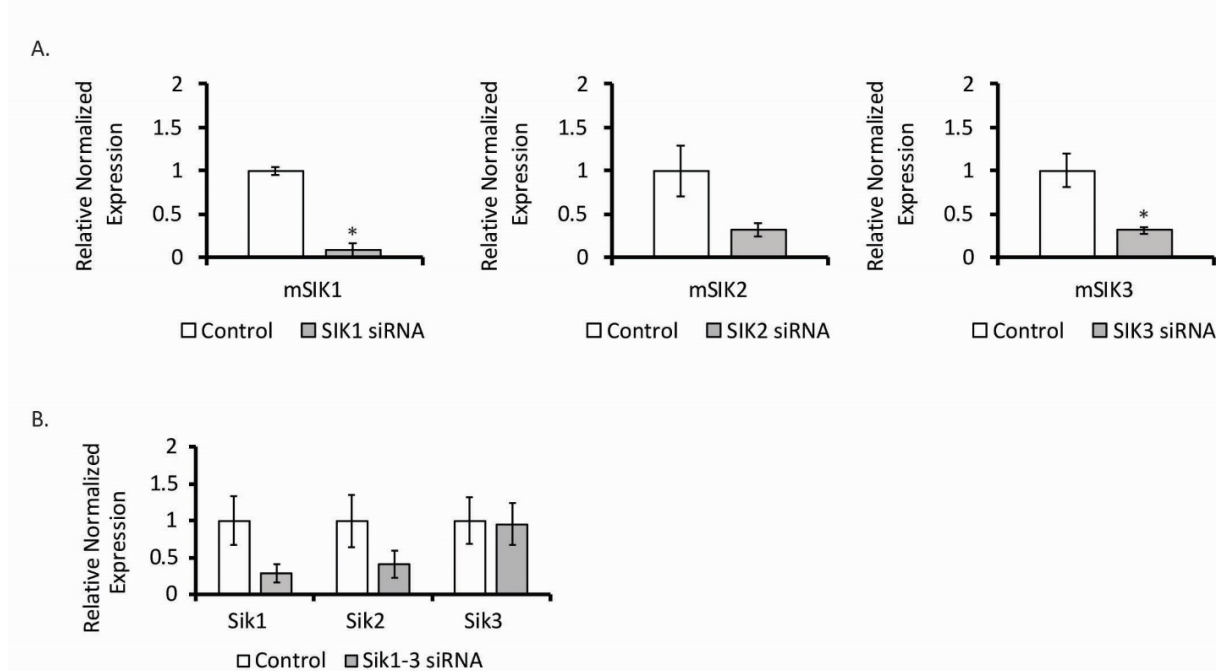 A.
Relative Normalized
Expression
2
1.5
1
0.5
0
*
mSIK1
Control SIK1 siRNA
Relative Normalized
Expression
2
1.5
1
0.5
0
mSIK2
Control SIK2 siRNA
Relative Normalized
Expression
2
1.5
1
0.5
0
*
mSIK3
Control SIK3 siRNA
B.
Relative Normalized
Expression
2
1.5
1
0.5
0
Sik1 Sik2 Sik3
Control Sik1-3 siRNA